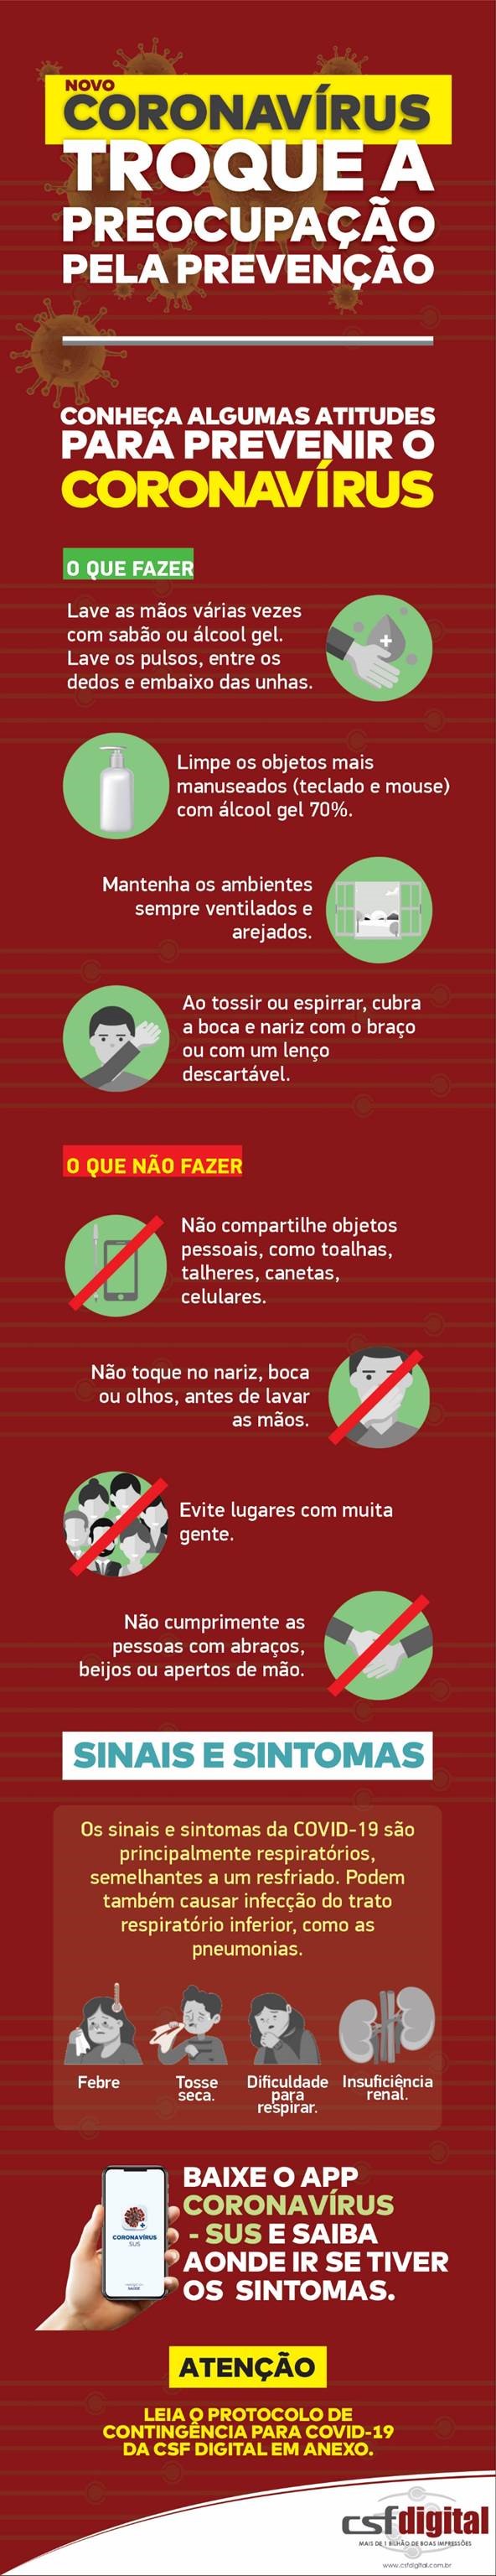 NOVO
CORONAVÍRUS
TROQUE A
PREOCUPAÇÃO
PELA PREVENÇÃO
CONHEÇA ALGUMAS ATITUDES
PARA PREVENIR O
CORONAVÍRUS
O QUE FAZER
Lave as mãos várias vezes
com sabão ou álcool gel.
Lave os pulsos, entre os
dedos e embaixo das unhas.
Limpe os objetos mais
manuseados (teclado e mouse)
com álcool gel 70%.
Mantenha os ambientes
sempre ventilados e
arejados.
Ao tossir ou espirrar, cubra
a boca e nariz com o braço
ou com um lenço
descartável.
O QUE NÃO FAZER
Não compartilhe objetos
pessoais, como toalhas,
talheres, canetas,
celulares.
Não toque no nariz, boca
ou olhos, antes de lavar
as mãos.
Evite lugares com muita
gente.
Não cumprimente as
pessoas com abraços,
beijos ou apertos de mão.
SINAIS E SINTOMAS
Os sinais e sintomas da COVID-19 são
principalmente respiratórios,
semelhantes a um resfriado. Podem
também causar infecção do trato
respiratório inferior, como as
pneumonias.
Febre
Tosse
seca.
Dificuldade
para
respirar.
Insuficiência
renal.
BAIXE O APP
CORONAVÍRUS
- SUS E SAIBA
AONDE IR SE TIVER
OS SINTOMAS.
CORONAVÍRUS
SUS
ATENÇÃO
LEIA O PROTOCOLO DE
CONTINGÊNCIA PARA COVID-19
DA CSF DIGITAL EM ANEXO.
csfdigital
MAIS DE 1 BILHÃO DE BOAS IMPRESSÕES
www.csfdigital.com.br